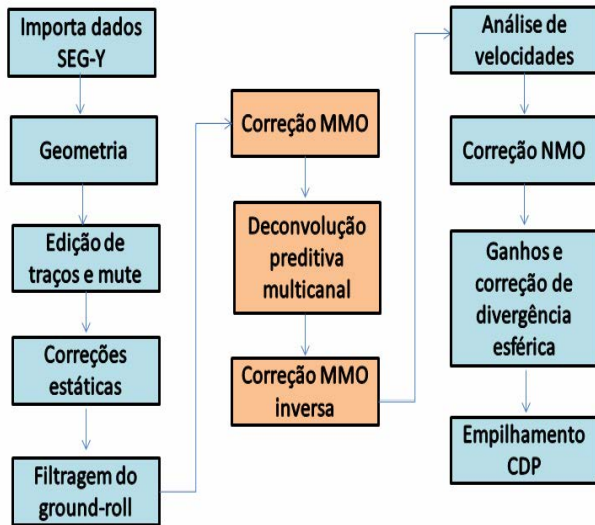 Importa dados
SEG-Y
Geometria
Edição de
traços e mute
Correções
estáticas
Filtragem do
ground-roll
Correção MMO
Deconvolução
preditiva
multicanal
Correção MMO
inversa
Análise de
velocidades
Correção NMO
Ganhos e
correção de
divergência
esférica
Empilhamento
CDP